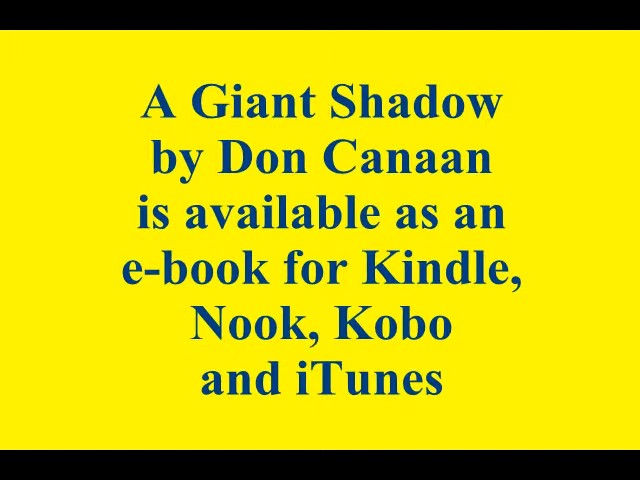 A Giant Shadow
by Don Canaan
is available as an
e-book for Kindle,
Nook, Kobo
and iTunes